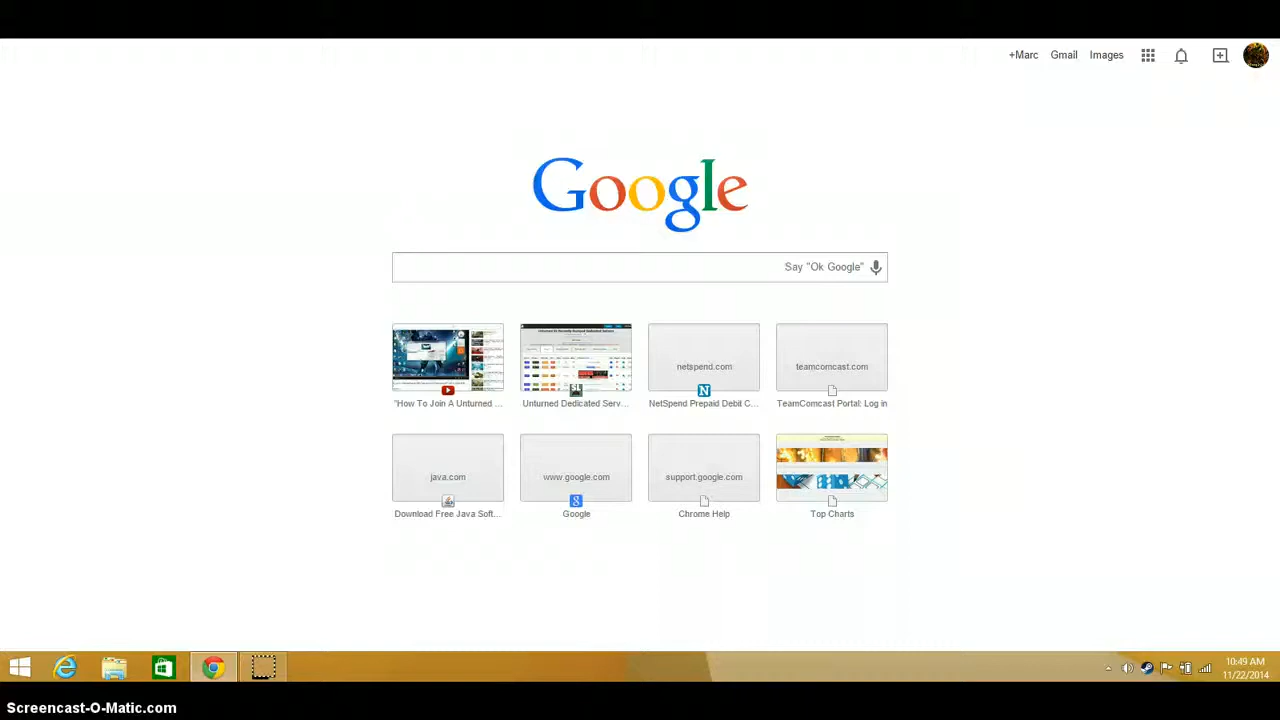 +Marc Gmail Images
Google
Say "Ok Google"
netspend.com
teamcomcast.com
"How To Join A Unturned ...
Unturned Dedicated Serv...
NetSpend Prepaid Debit C...
TeamComcast Portal: Log in
java.com
www.google.com
support.google.com
Download Free Java Soft...
Google
Chrome Help
Top Charts
10:49 AM
11/22/2014
Screencast-O-Matic.com